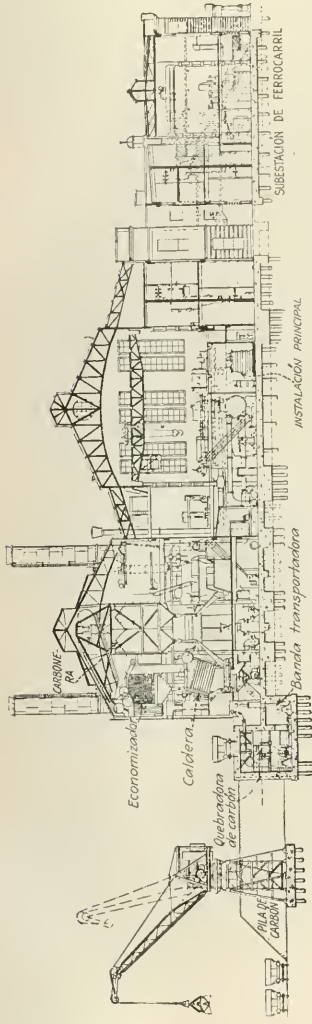 CARBONE-
RA
Economizador
Caldera
Quebradora
de carbón
PILA DE
CARBÓN
Banda transportadora
INSTALACIÓN PRINCIPAL
SUBESTACIÓN DE FERROCARRIL